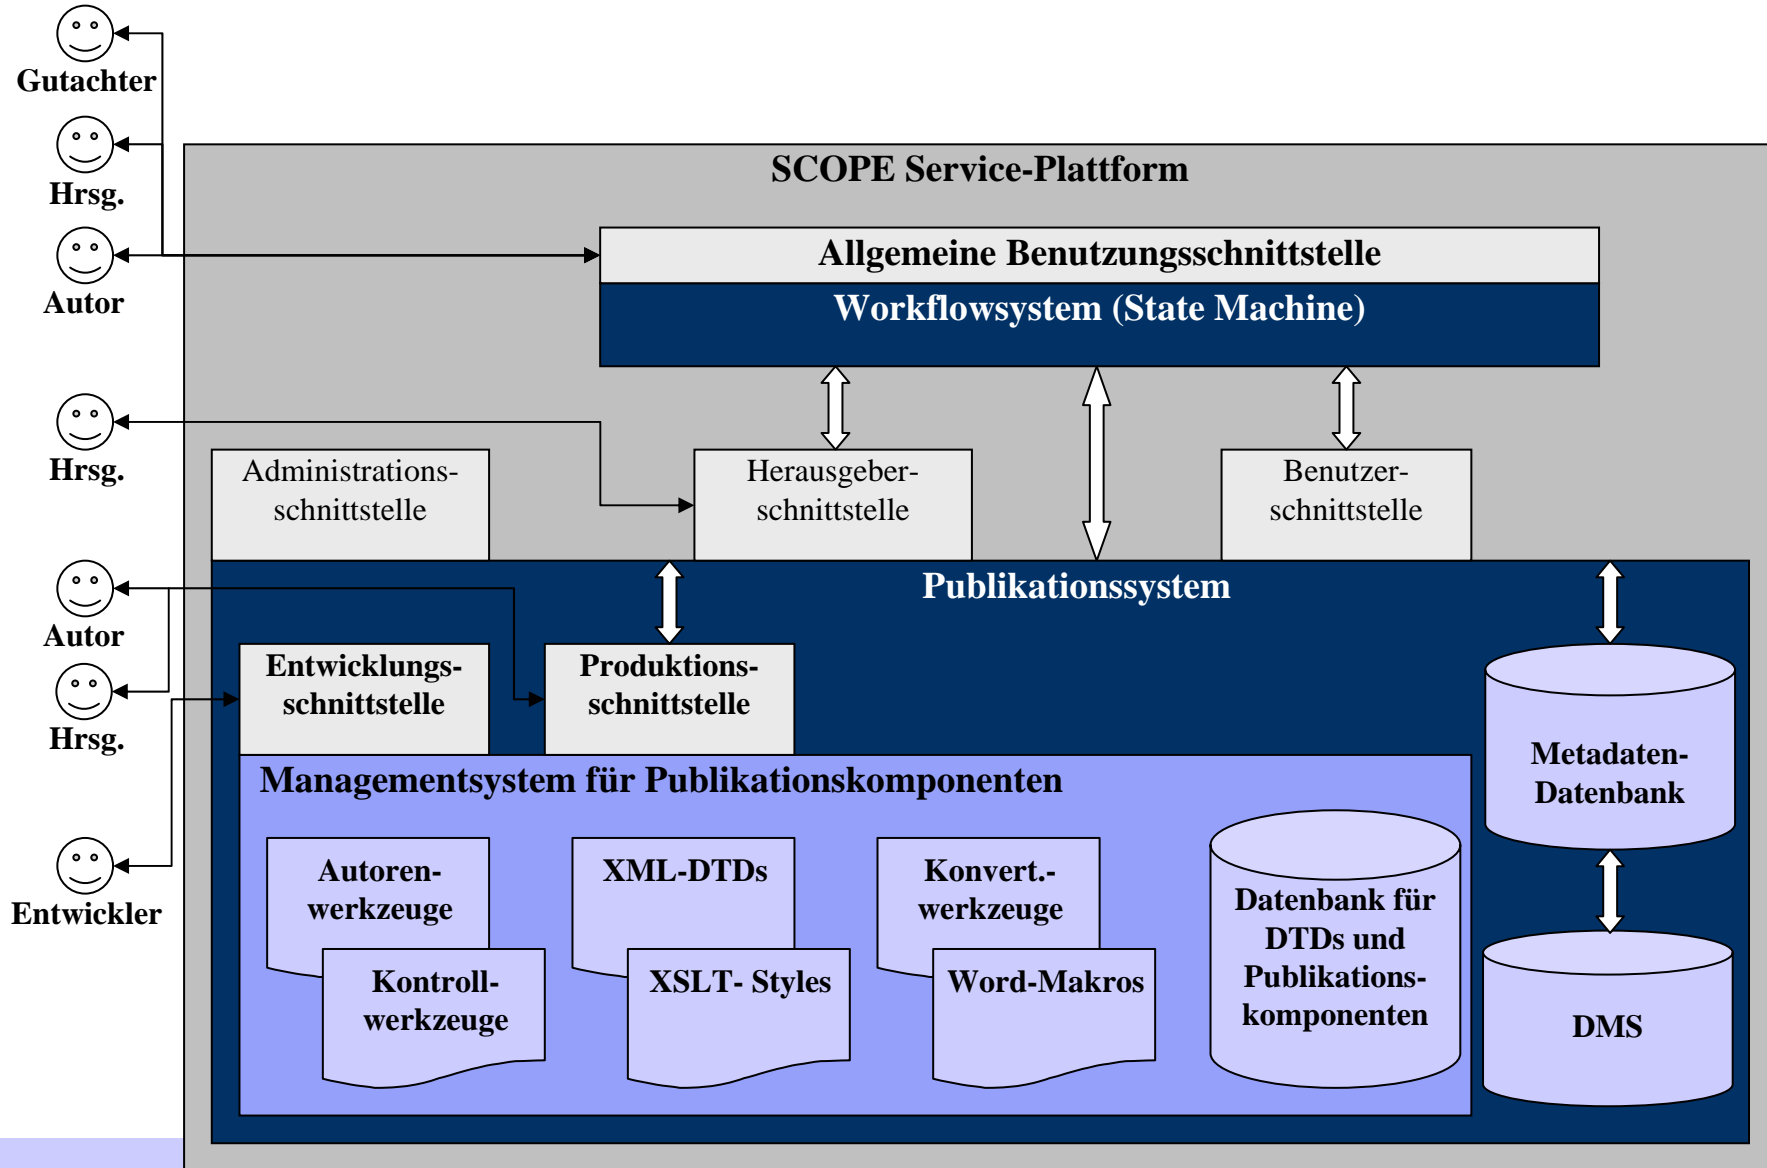 Gutachter
Hrsg.
Autor
Hrsg.
Autor
Hrsg.
Entwickler
SCOPE Service-Plattform
Allgemeine Benutzungsschnittstelle
Workflowsystem (State Machine)
Administrations-
schnittstelle
Herausgeber-
schnittstelle
Benutzer-
schnittstelle
Publikationssystem
Entwicklungs-
schnittstelle
Produktions-
schnittstelle
Managementsystem für Publikationskomponenten
Autoren-
werkzeuge
Kontroll-
werkzeuge
XML-DTDs
XSLT- Styles
Konvert.-
werkzeuge
Word-Makros
Datenbank für
DTDs und
Publikations-
komponenten
Metadaten-
Datenbank
DMS